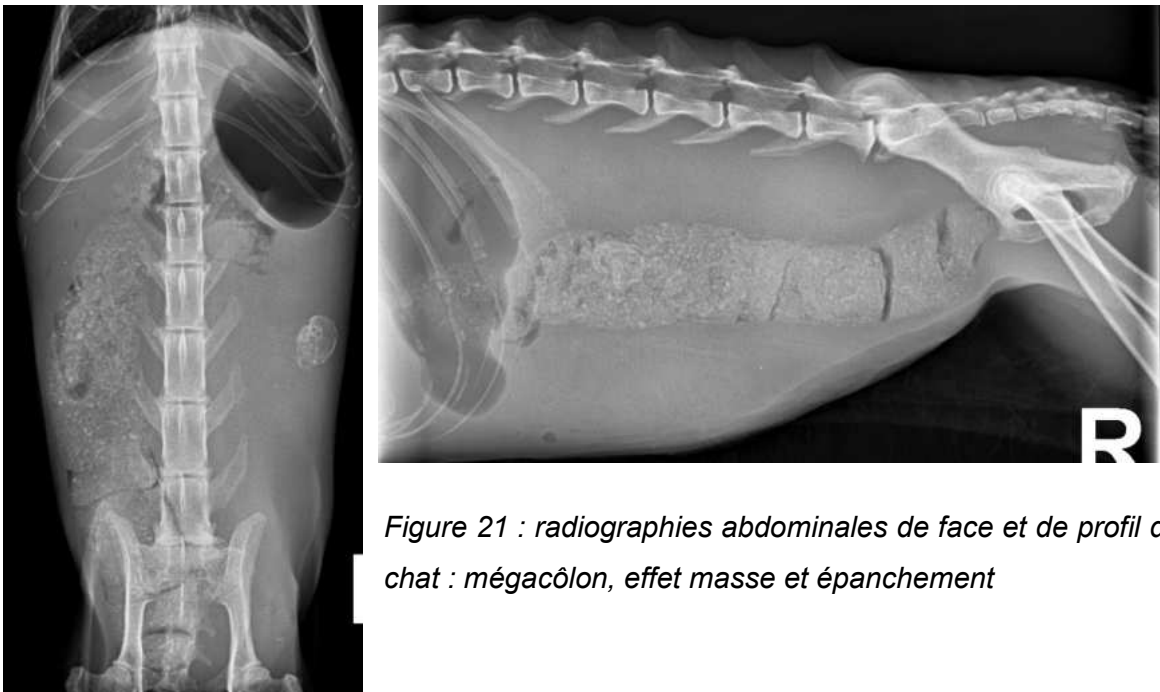 R
Figure 21 : radiographies abdominales de face et de profil d
chat : mégacôlon, effet masse et épanchement